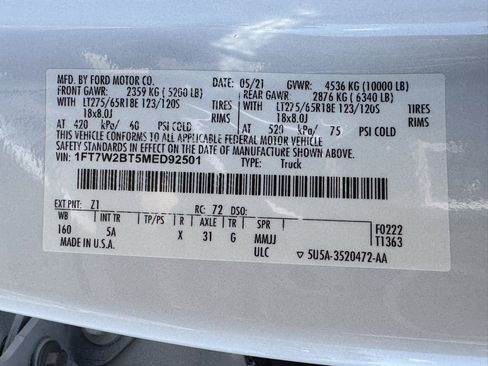 MFD. BY FORD MOTOR CO. 05/21 GVWR: 4536 KG (10000 LB)
FRONT GAWR: 2359 KG (5200 LB) REAR GAWR: 2876 KG (6340 LB)
WITH LT275/65R18E 123/120S TIRES WITH LT275/65R18E 123/120S TIRES
18x8.0J RIMS 18x8.0J RIMS
AT 420 kPa/ 60 PSI COLD AT 520 kPa/ 75 PSI COLD
THIS VEHICLE CONFORMS TO ALL APPLICABLE FEDERAL MOTOR VEHICLE
SAFETY STANDARDS IN EFFECT ON THE DATE OF MANUFACTURE SHOWN ABOVE.
VIN: 1FT7W2BT5MED92501 TYPE: Truck
EXT PNT: Z1 RC: 72 DSO:
WB INT TR TP/PS R AXLE TR SPR F0222
160 5A X 31 G MMJJ T1363
MADE IN U.S.A. ULC ▽ 5U5A-3520472-AA